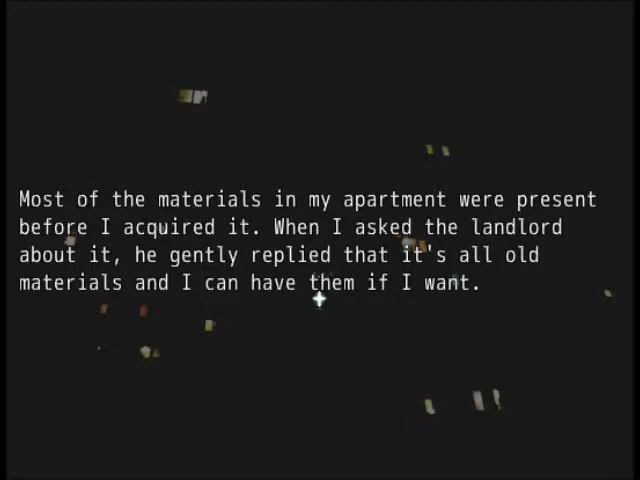 Most of the materials in my apartment were present
before I acquired it. When I asked the landlord
about it, he gently replied that it's all old
materials and I can have them if I want.